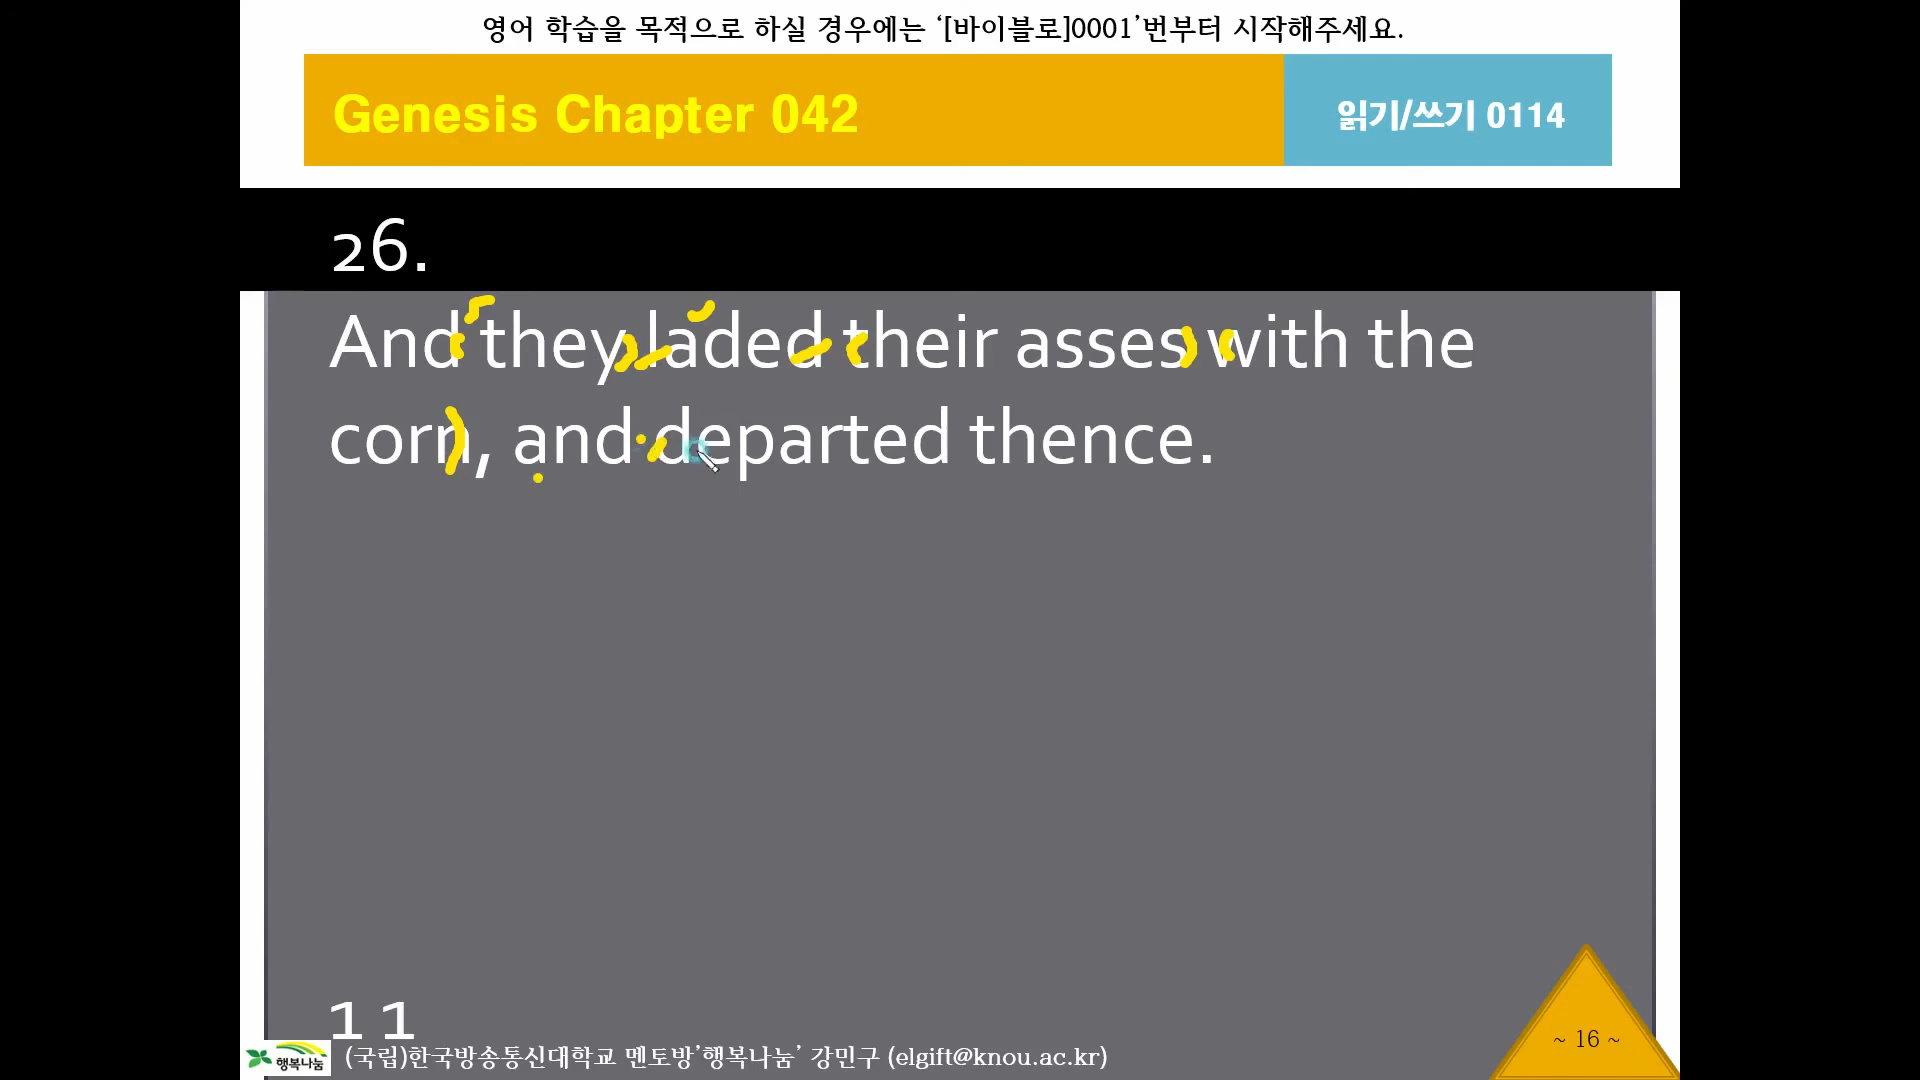 영어 학습을 목적으로 하실 경우에는 ‘[바이블로]0001’번부터 시작해주세요.
Genesis Chapter 042
읽기/쓰기 0114
26.
And they laded their asses with the
corn, and departed thence.
11
~ 16 ~
행복나눔
(국립)한국방송통신대학교 멘토방’행복나눔’ 강민구 (elgift@knou.ac.kr)